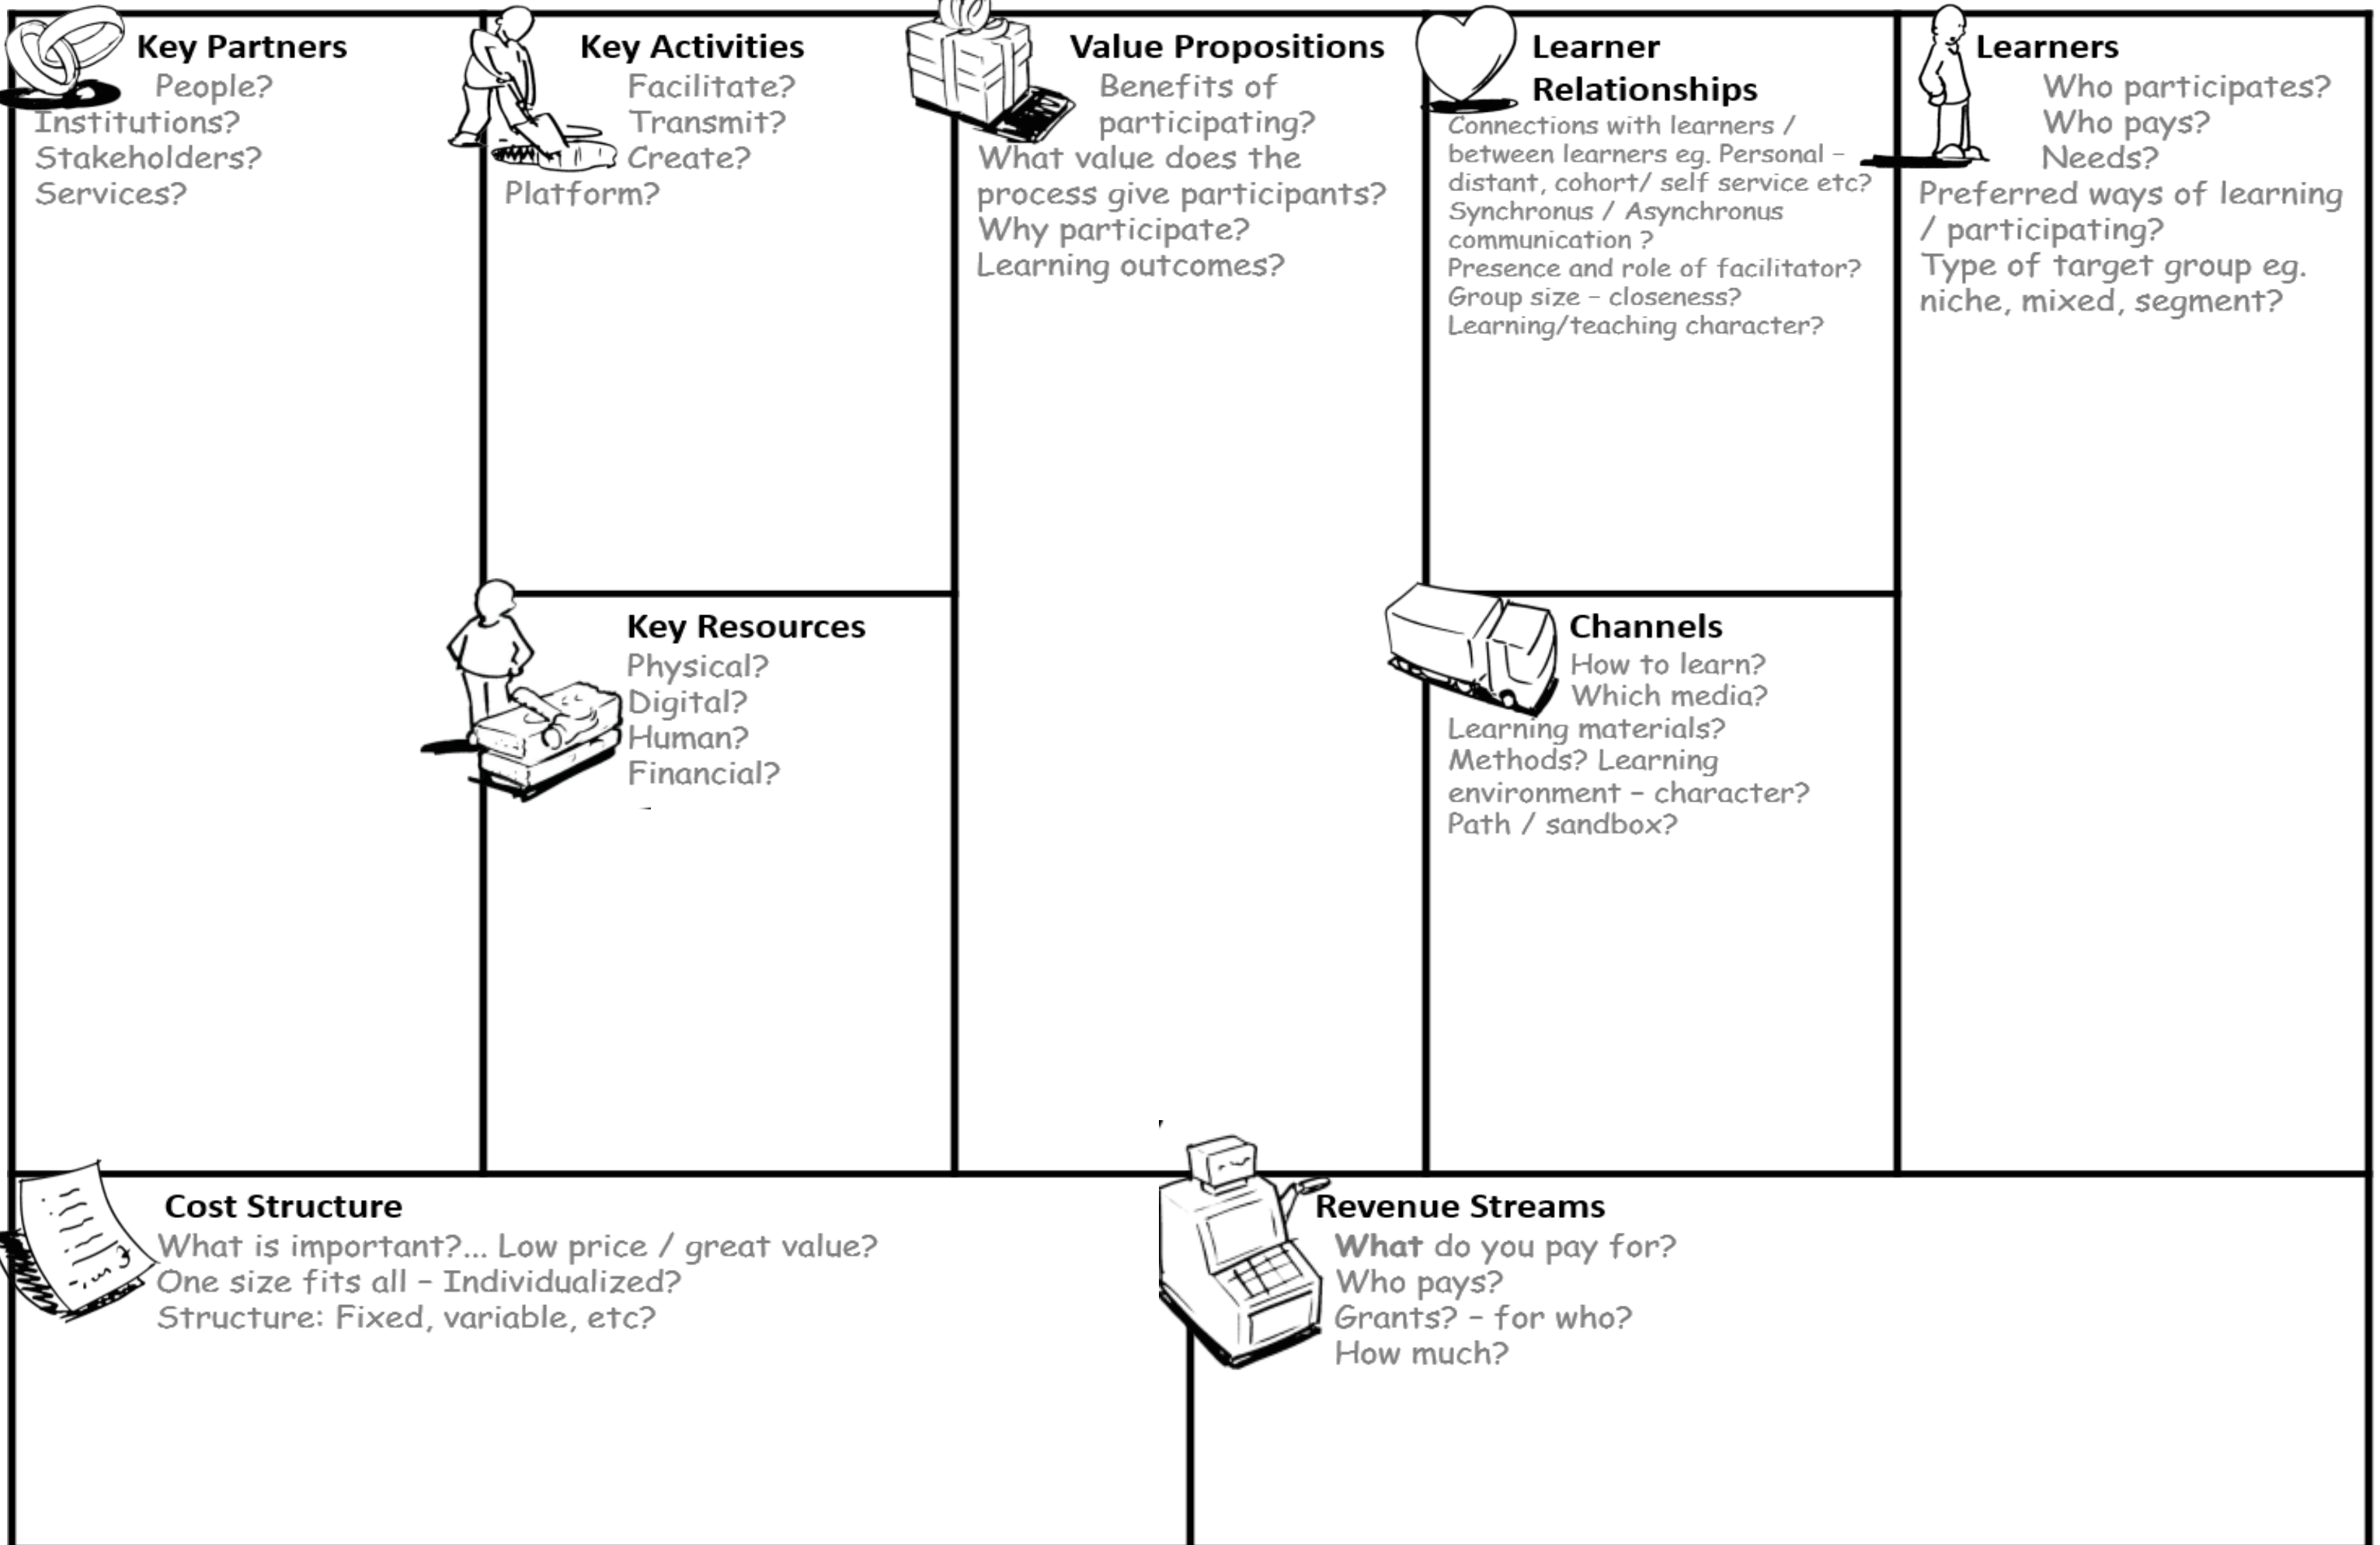 Key Partners
People?
Institutions?
Stakeholders?
Services?
Key Activities
Facilitate?
Transmit?
Create?
Platform?
Key Resources
Physical?
Digital?
Human?
Financial?
Value Propositions
Benefits of
participating?
What value does the
process give participants?
Why participate?
Learning outcomes?
Learner
Relationships
Connections with learners /
between learners eg. Personal –
distant, cohort/ self service etc?
Synchronus / Asynchronus
communication ?
Presence and role of facilitator?
Group size – closeness?
Learning/teaching character?
Channels
How to learn?
Which media?
Learning materials?
Methods? Learning
environment – character?
Path / sandbox?
Learners
Who participates?
Who pays?
Needs?
Preferred ways of learning
/ participating?
Type of target group eg.
niche, mixed, segment?
Cost Structure
What is important?... Low price / great value?
One size fits all – Individualized?
Structure: Fixed, variable, etc?
Revenue Streams
What do you pay for?
Who pays?
Grants? – for who?
How much?